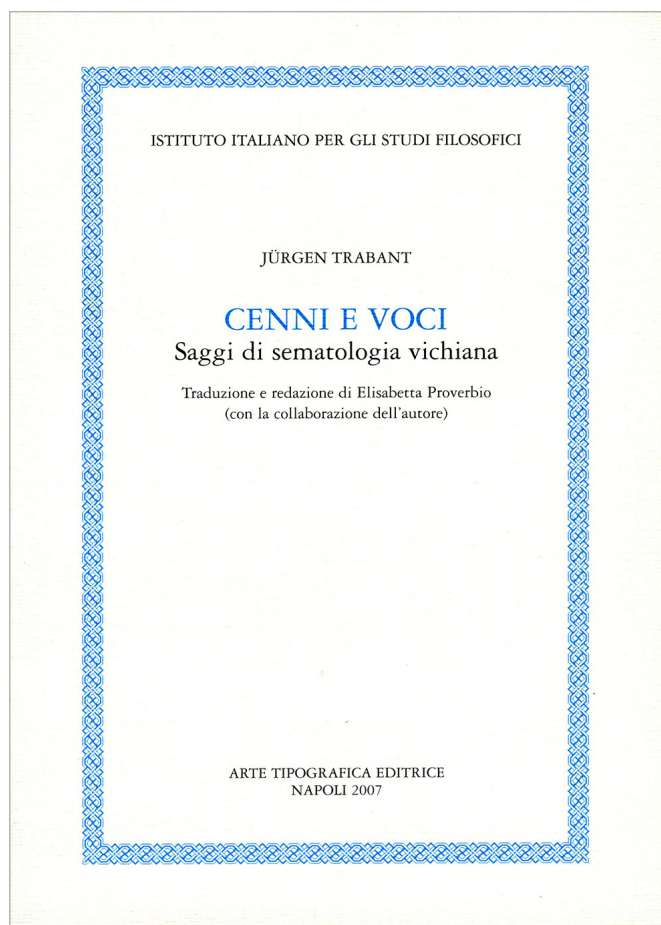 ISTITUTO ITALIANO PER GLI STUDI FILOSOFICI
JÜRGEN TRABANT
CENNI E VOCI
Saggi di sematologia vichiana
Traduzione e redazione di Elisabetta Proverbio
(con la collaborazione dell'autore)
ARTE TIPOGRAFICA EDITRICE
NAPOLI 2007